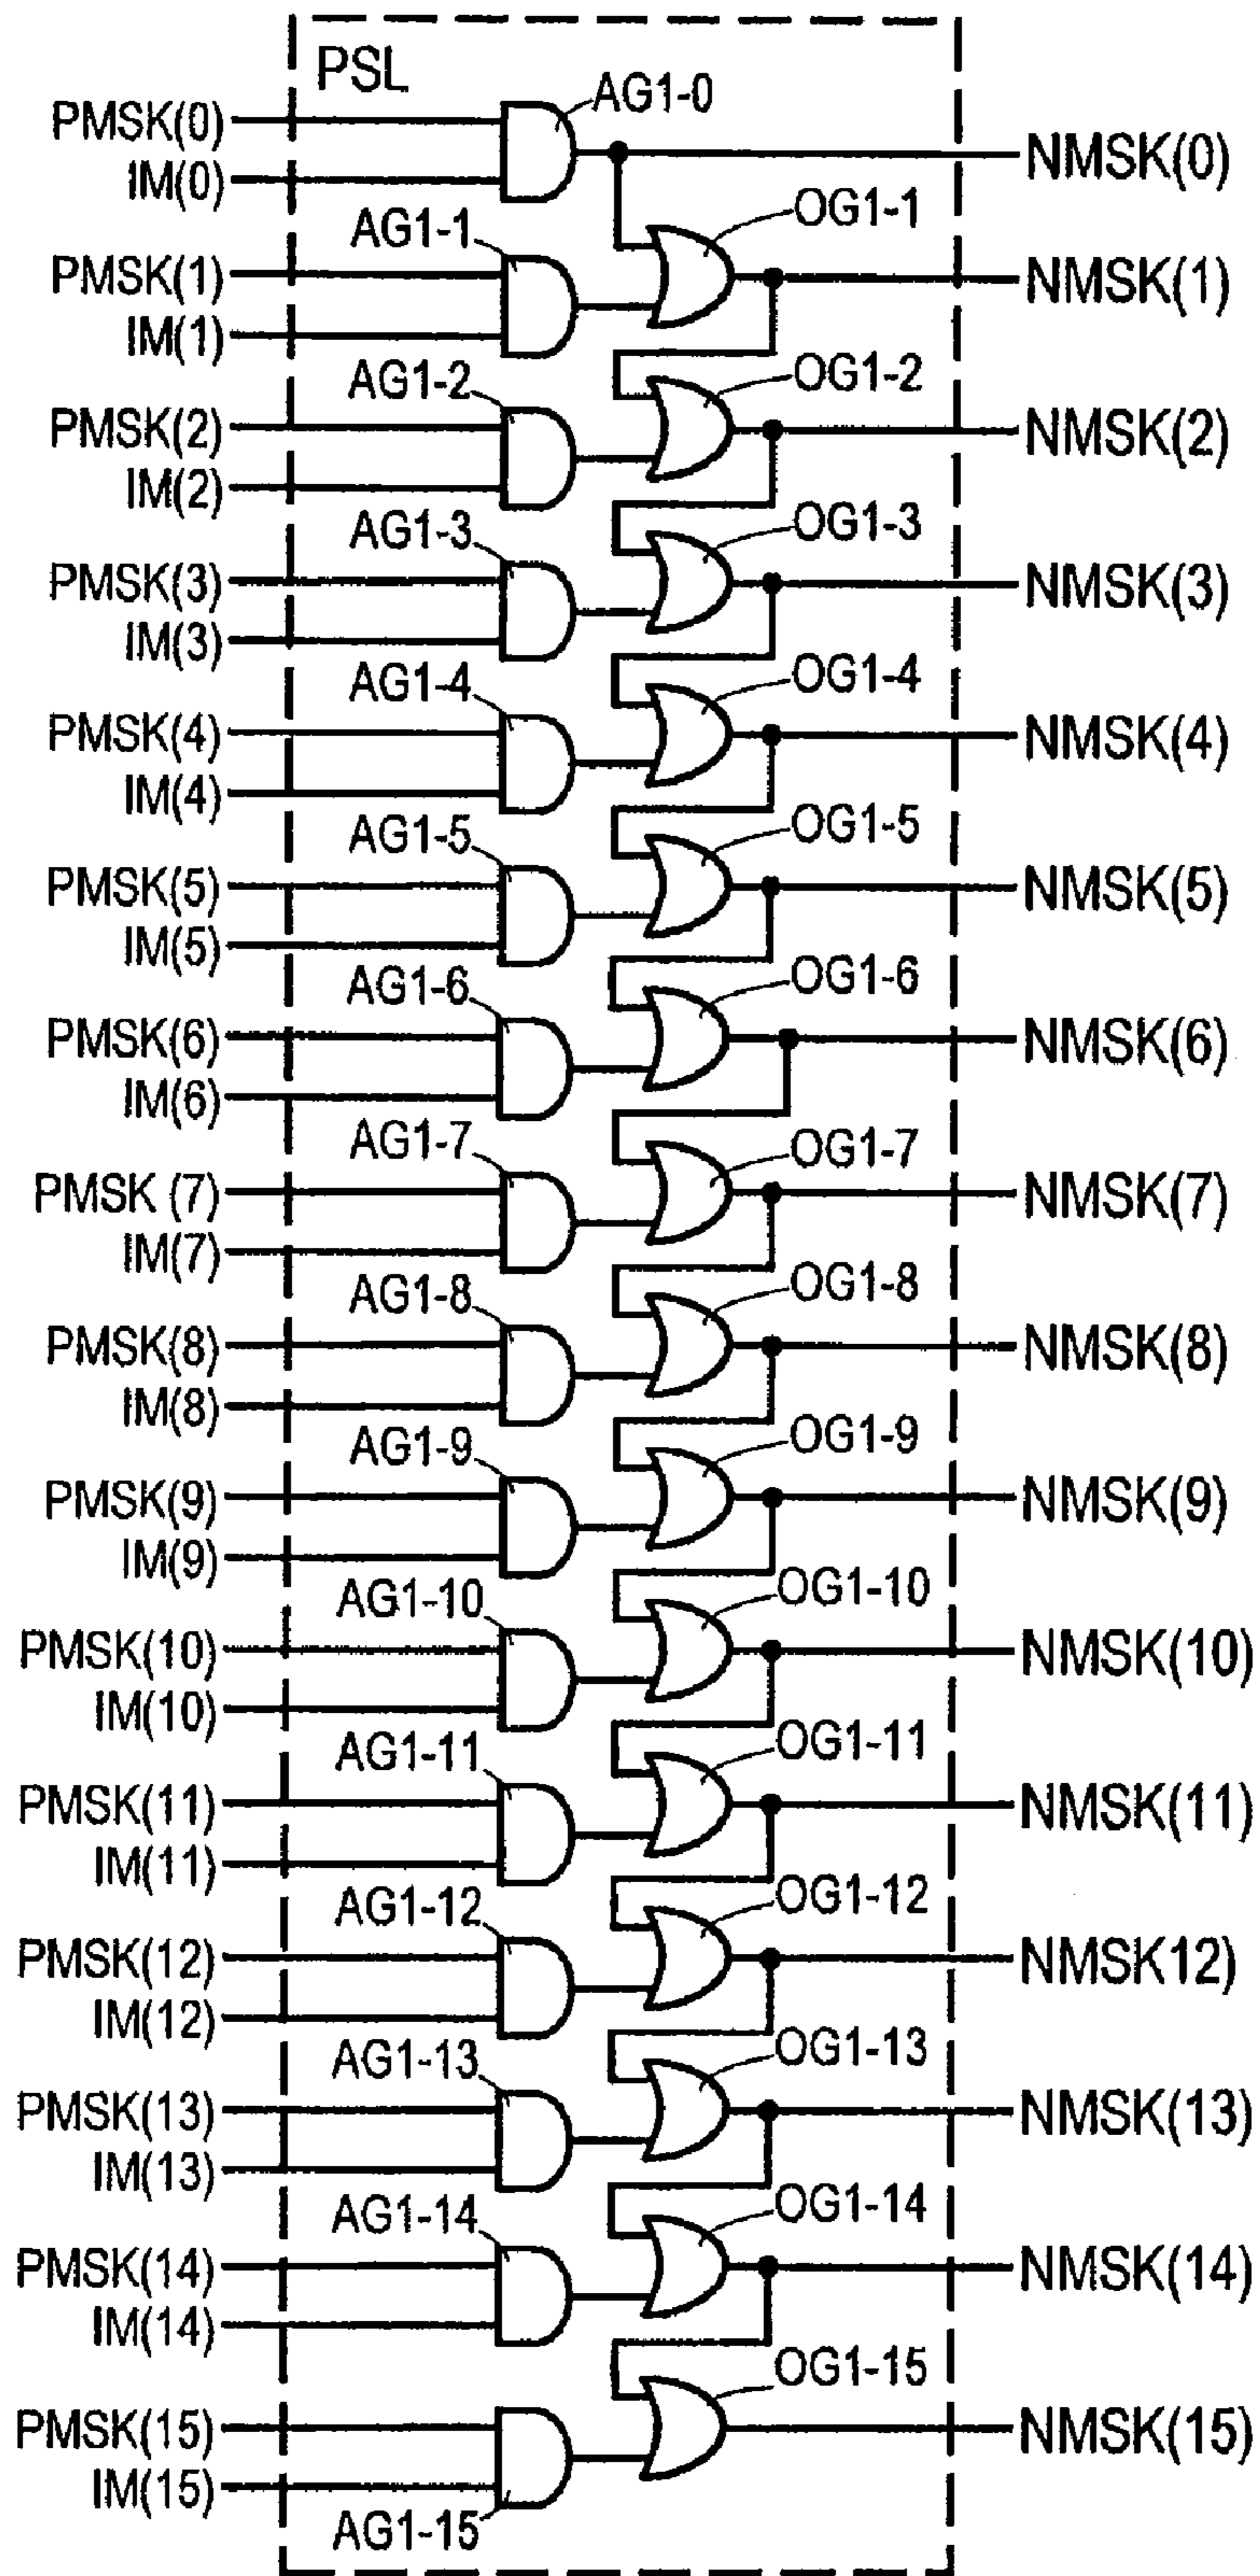 PSL
AG1-0
PMSK(0)
IM(0)
NMSK(0)
AG1-1
OG1-1
PMSK(1)
IM(1)
NMSK(1)
AG1-2
OG1-2
PMSK(2)
IM(2)
NMSK(2)
AG1-3
OG1-3
PMSK(3)
IM(3)
NMSK(3)
AG1-4
OG1-4
PMSK(4)
IM(4)
NMSK(4)
AG1-5
OG1-5
PMSK(5)
IM(5)
NMSK(5)
AG1-6
OG1-6
PMSK(6)
IM(6)
NMSK(6)
AG1-7
OG1-7
PMSK (7)
IM(7)
NMSK(7)
AG1-8
OG1-8
PMSK(8)
IM(8)
NMSK(8)
AG1-9
OG1-9
PMSK(9)
IM(9)
NMSK(9)
AG1-10
OG1-10
PMSK(10)
IM(10)
NMSK(10)
AG1-11
OG1-11
PMSK(11)
IM(11)
NMSK(11)
AG1-12
OG1-12
PMSK(12)
IM(12)
NMSK12)
AG1-13
OG1-13
PMSK(13)
IM(13)
NMSK(13)
AG1-14
OG1-14
PMSK(14)
IM(14)
NMSK(14)
OG1-15
PMSK(15)
IM(15)
NMSK(15)
AG1-15